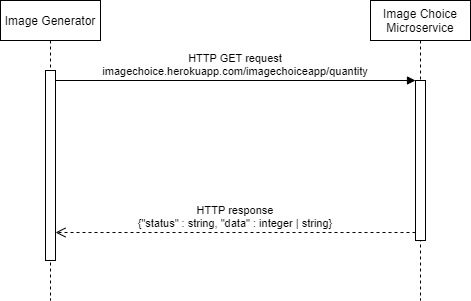 Image Generator
Image Choice
Microservice
HTTP GET request
imagechoice.herokuapp.com/imagechoiceapp/quantity
HTTP response
{"status" : string, "data" : integer | string}